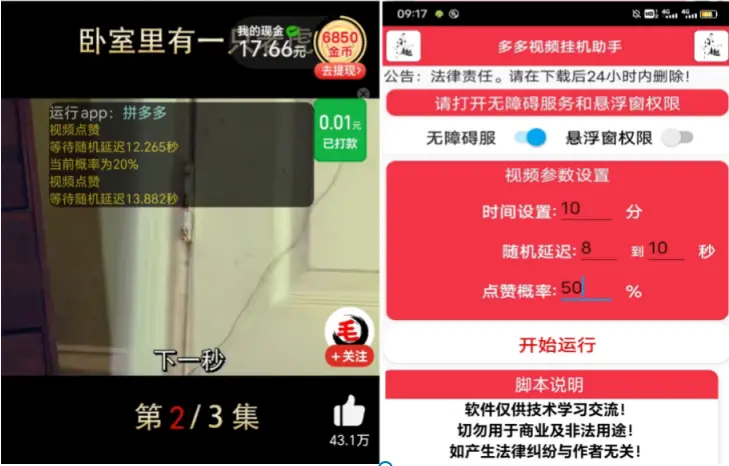 卧室里有一
我的现金
17.66元
6850
金币
去提现>
运行app：拼多多
视频点赞
等待随机延迟12.265秒
当前概率为20%
视频点赞
等待随机延迟13.882秒
0.01元
已打款
毛
+关注
下一秒
第2/3集
43.1万
09:17
多多视频挂机助手
公告：法律责任。请在下载后24小时内删除！
请打开无障碍服务和悬浮窗权限
无障碍服
悬浮窗权限
视频参数设置
时间设置:10 分
随机延迟:8 到10 秒
点赞概率:50 %
开始运行
脚本说明
软件仅供技术学习交流！
切勿用于商业及非法用途！
如产生法律纠纷与作者无关！